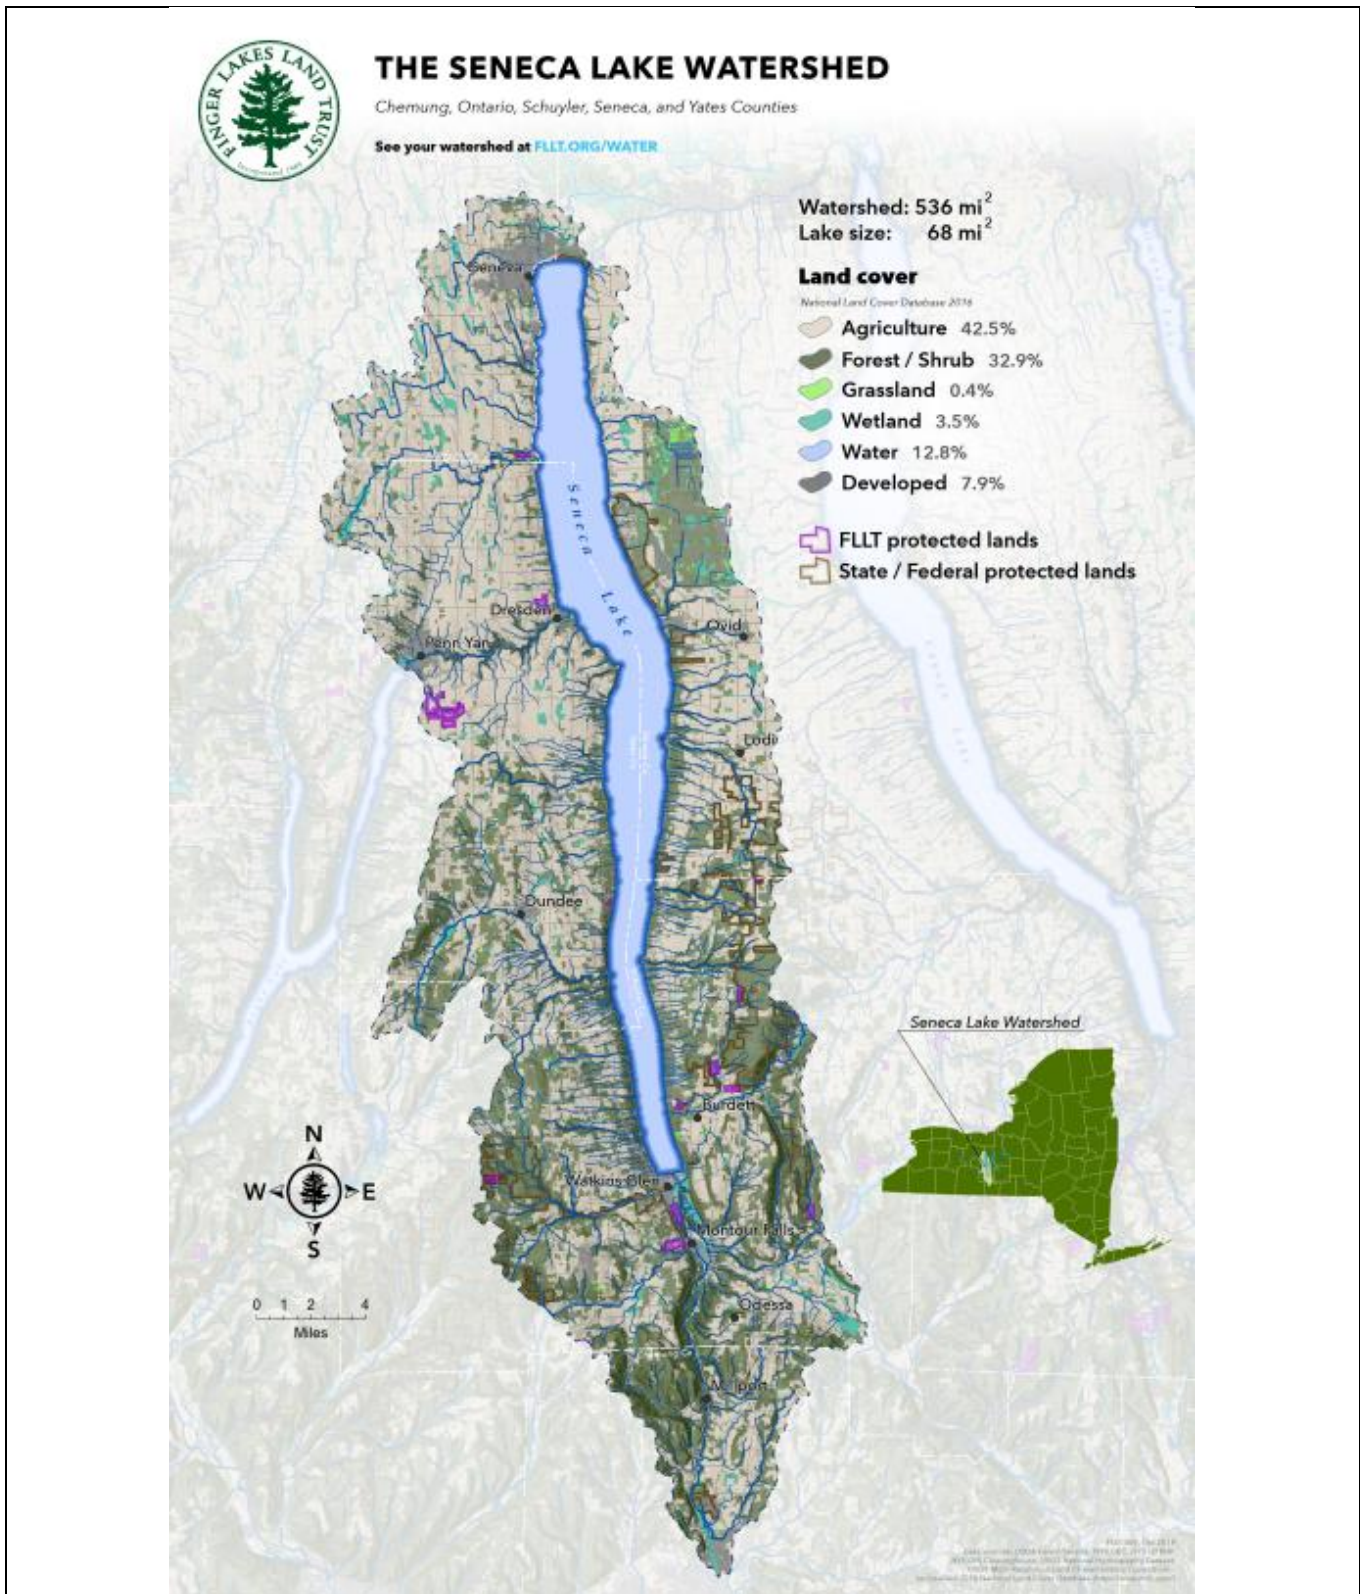 FINGER LAKES LAND TRUST
THE SENECA LAKE WATERSHED
Chemung, Ontario, Schuyler, Seneca, and Yates Counties
See your watershed at FLLT.ORG/WATER
Watershed: 536 mi²
Lake size: 68 mi²
Land cover
National Land Cover Database 2016
Agriculture 42.5%
Forest / Shrub 32.9%
Grassland 0.4%
Wetland 3.5%
Water 12.8%
Developed 7.9%
FLLT protected lands
State / Federal protected lands
Geneva
Seneca Lake
Dresden
Penn Yan
Ovid
Lodi
Dundee
Seneca Lake Watershed
Burdett
Watkins Glen
Montour Falls
Odessa
Millport
N
W E
S
0 1 2 4
Miles